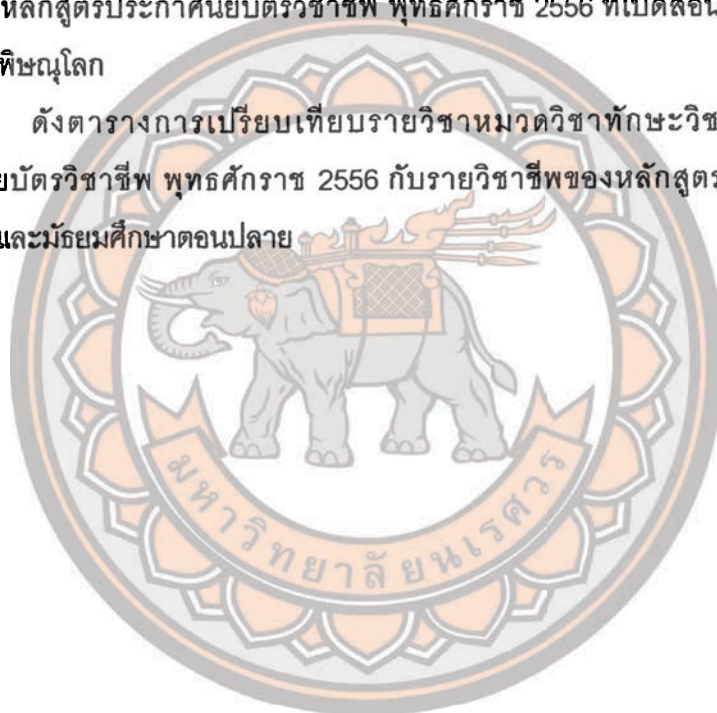 หลักสูตรประกาศนียบัตรวิชาชีพ พุทธศักราช 2556 ที่เปิดสอน
พิษณุโลก
ดังตารางการเปรียบเทียบรายวิชาหมวดวิชาทักษะวิช
ยบัตรวิชาชีพ พุทธศักราช 2556 กับรายวิชาชีพของหลักสูตร
และมัธยมศึกษาตอนปลาย
มหาวิทยาลัยนเรศวร